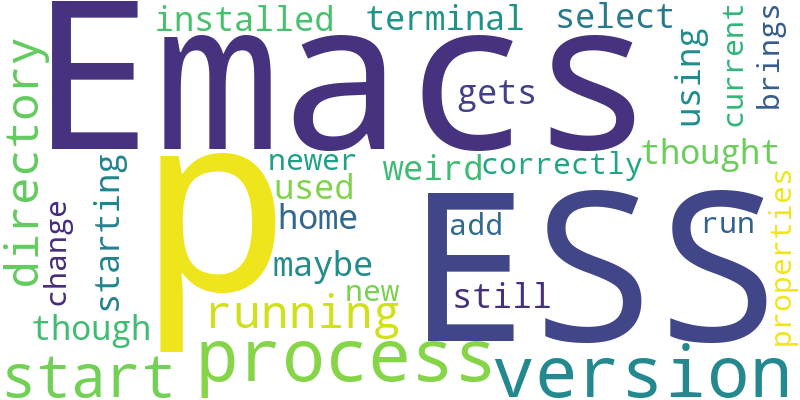 installed
terminal
select
Emacs
gets
using
current
brings
directory
p
newer
weird
correctly
thought
starting
used
home
change
ESS
add
run
properties
maybe
new
still
though
running
process
version
start